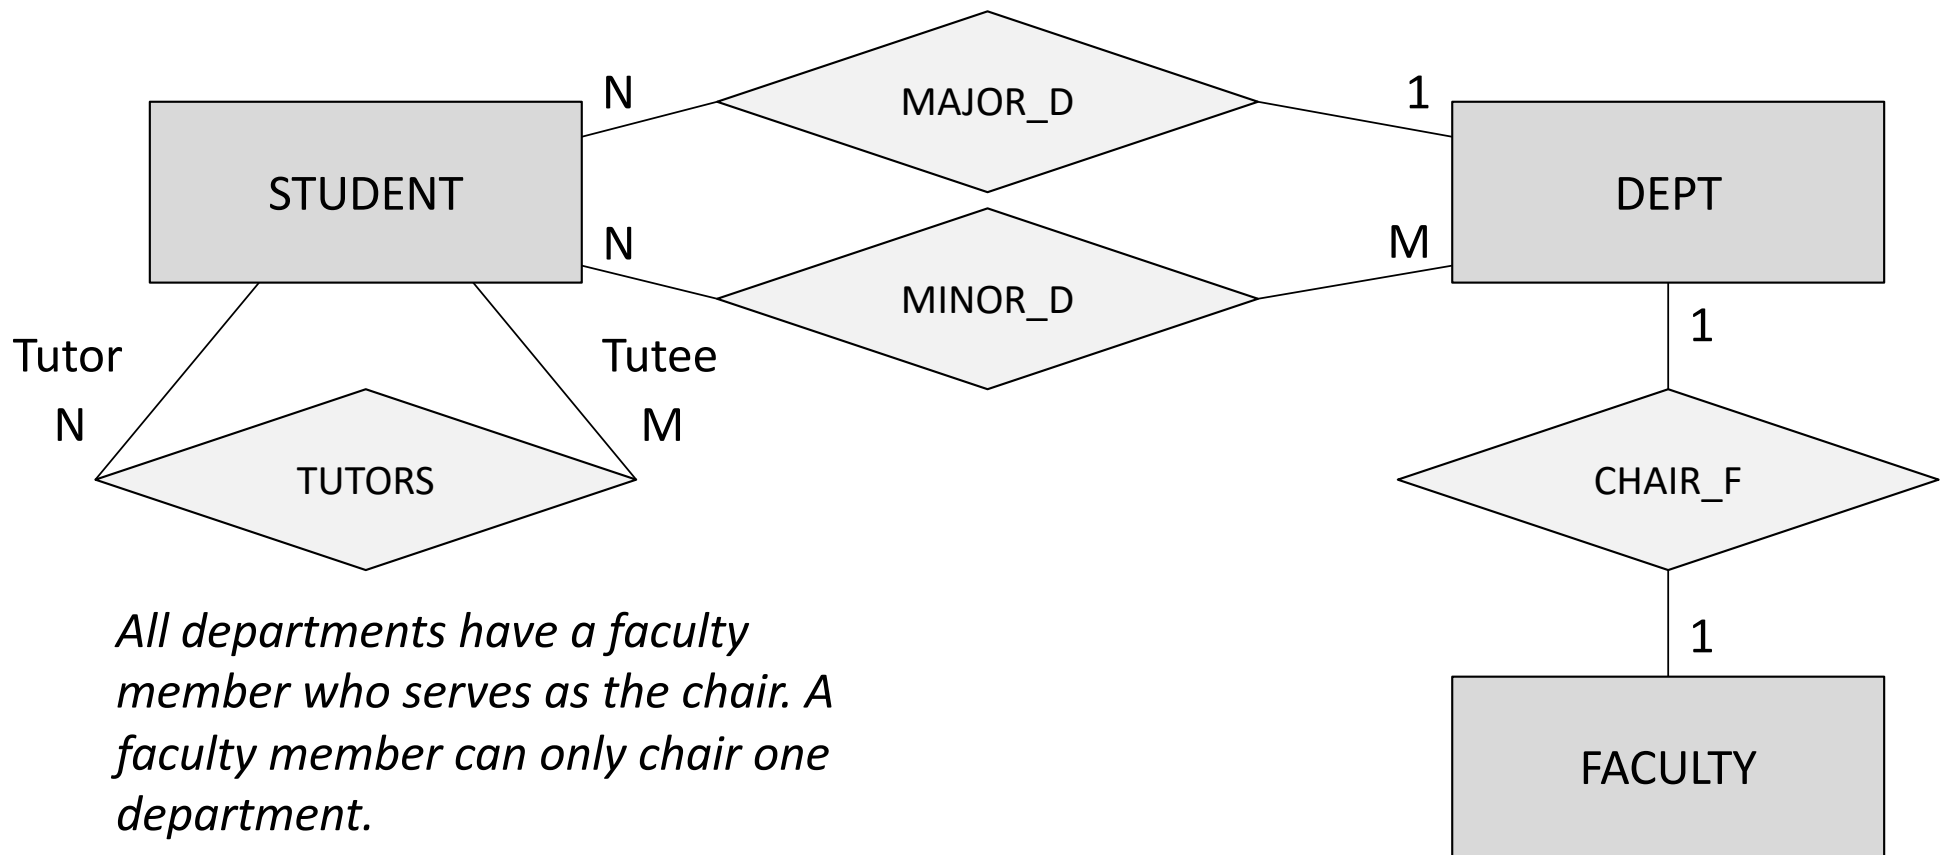 N
MAJOR_D
1
STUDENT
DEPT
N
MINOR_D
M
1
Tutor
Tutee
N
M
TUTORS
CHAIR_F
1
All departments have a faculty
member who serves as the chair. A
faculty member can only chair one
department.
FACULTY